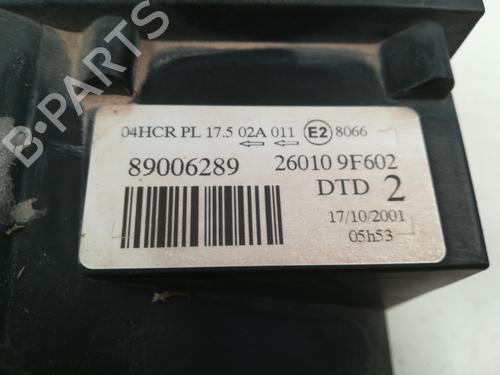 04HCR PL 17.5 02A 011 E2 8066
89006289 26010 9F602
DTD 2
17/10/2001
05h53
B-PARTS